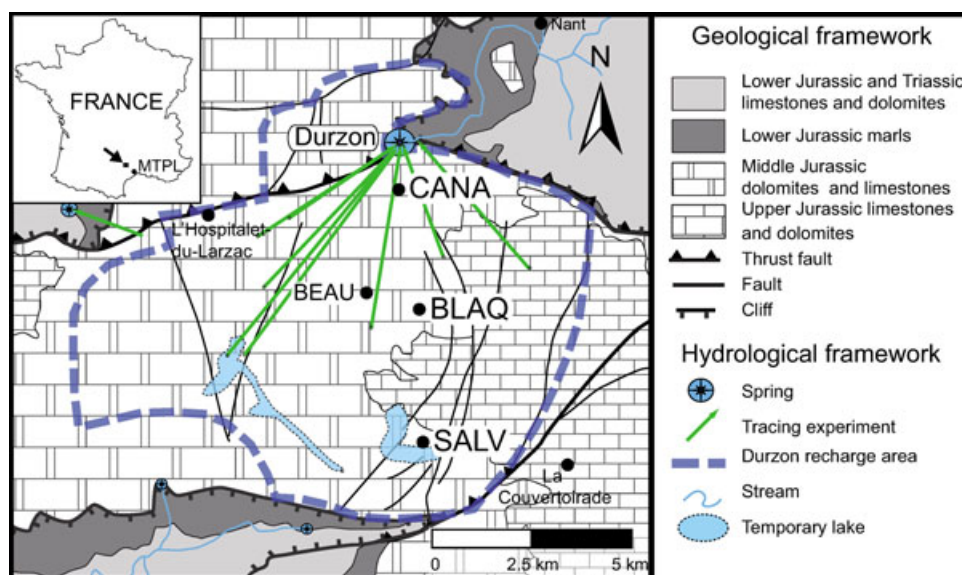 FRANCE
MTPL
Nant
N
Durzon
CANA
L'Hospitalet-
du-Larzac
BEAU
BLAQ
SALV
La
Couvertoirade
0 2.5 km 5 km
Geological framework
Lower Jurassic and Triassic
limestones and dolomites
Lower Jurassic marls
Middle Jurassic
dolomites and limestones
Upper Jurassic limestones
and dolomites
Thrust fault
Fault
Cliff
Hydrological framework
Spring
Tracing experiment
Durzon recharge area
Stream
Temporary lake